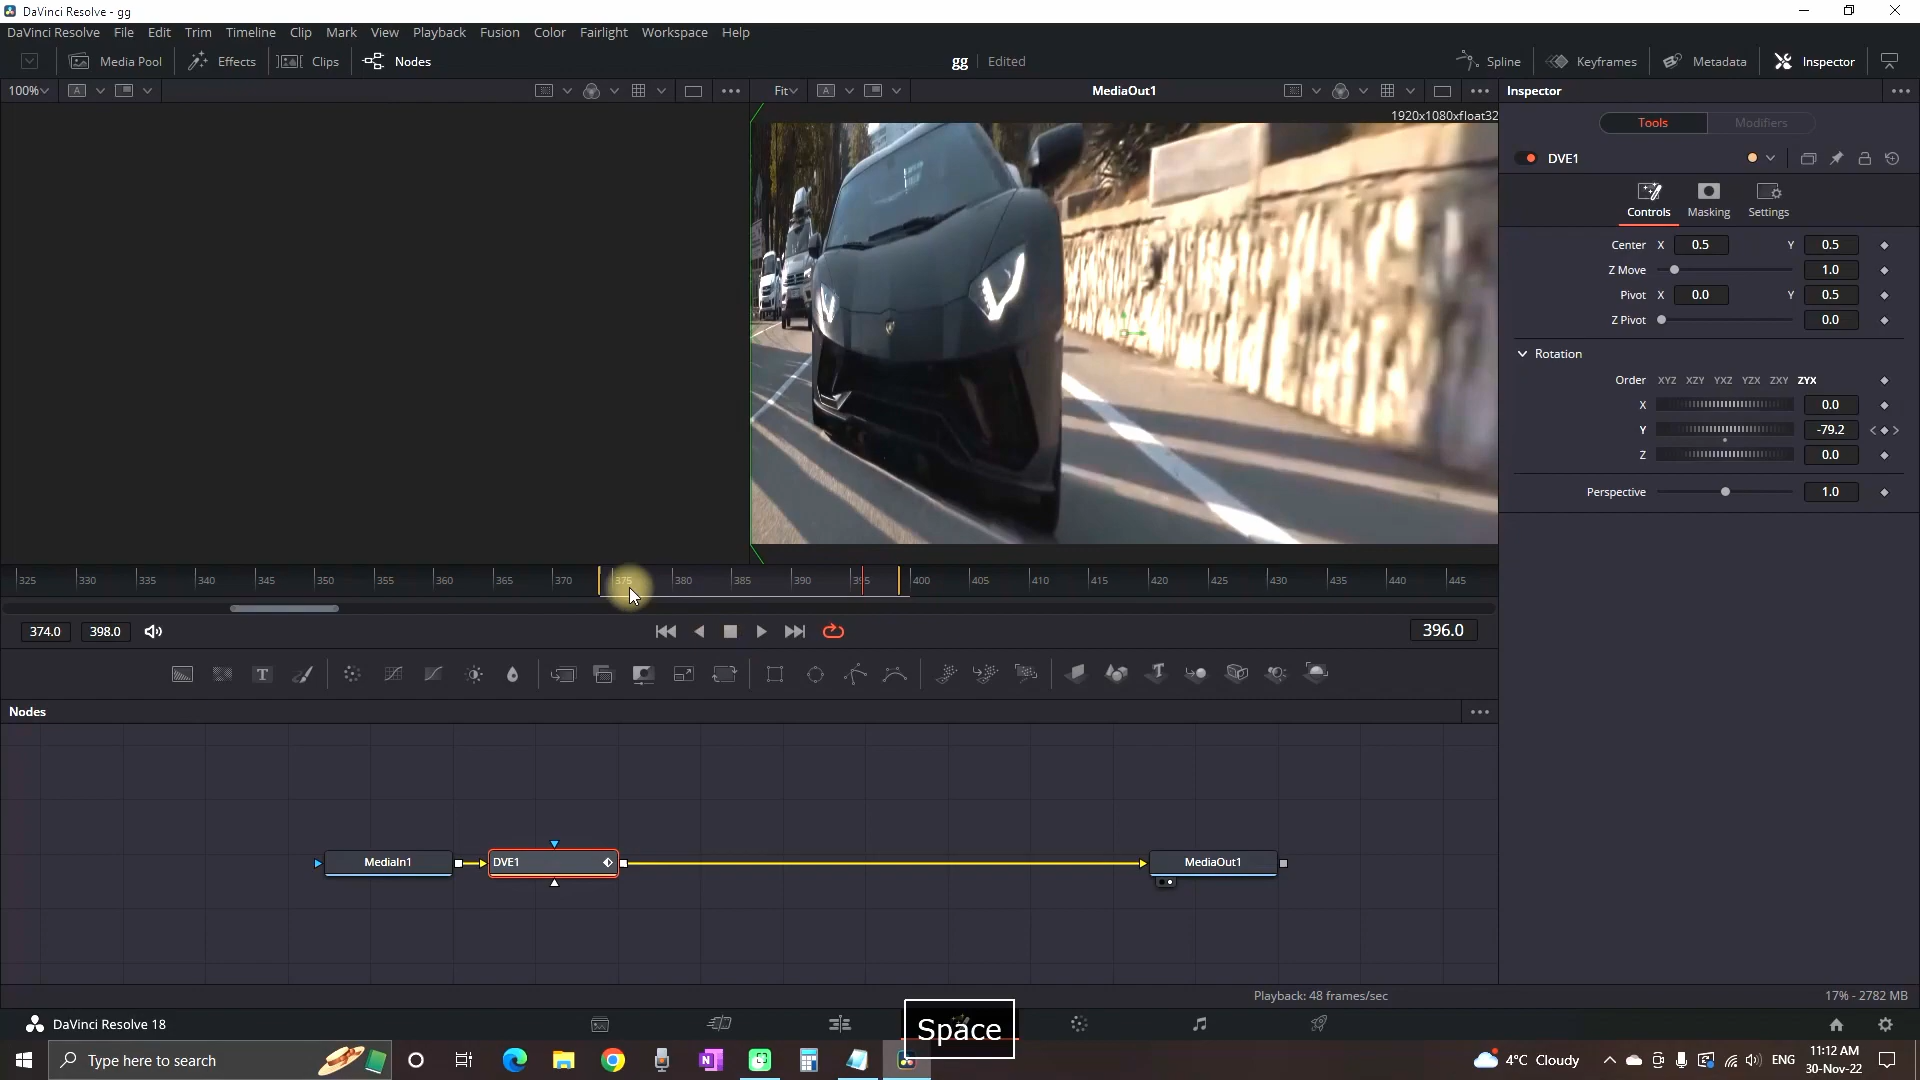 DaVinci Resolve - gg
DaVinci Resolve File Edit Trim Timeline Clip Mark View Playback Fusion Color Fairlight Workspace Help
Media Pool Effects Clips Nodes gg Edited Spline Keyframes Metadata Inspector
100% A Fit A MediaOut1 Inspector
1920x1080xfloat32
Tools Modifiers
DVE1
Controls Masking Settings
Center X 0.5 Y 0.5
Z Move 1.0
Pivot X 0.0 Y 0.5
Z Pivot 0.0
Rotation
Order XYZ XZY YXZ YZX ZXY ZYX
X 0.0
Y -79.2
Z 0.0
Perspective 1.0
325 330 335 340 345 350 355 360 365 370 375 380 385 390 395 400 405 410 415 420 425 430 435 440 445
374.0 398.0 396.0
T T
Nodes
MediaIn1 DVE1 MediaOut1
Playback: 48 frames/sec 17% - 2782 MB
DaVinci Resolve 18
Space
Type here to search 4°C Cloudy ENG 11:12 AM
30-Nov-22